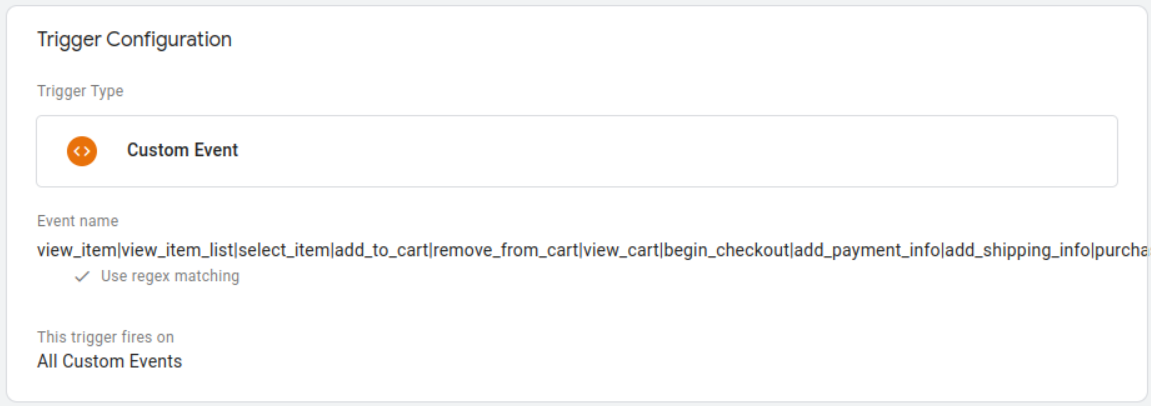 Trigger Configuration
Trigger Type
Custom Event
Event name
view_item|view_item_list|select_item|add_to_cart|remove_from_cart|view_cart|begin_checkout|add_payment_info|add_shipping_info|purcha
Use regex matching
This trigger fires on
All Custom Events